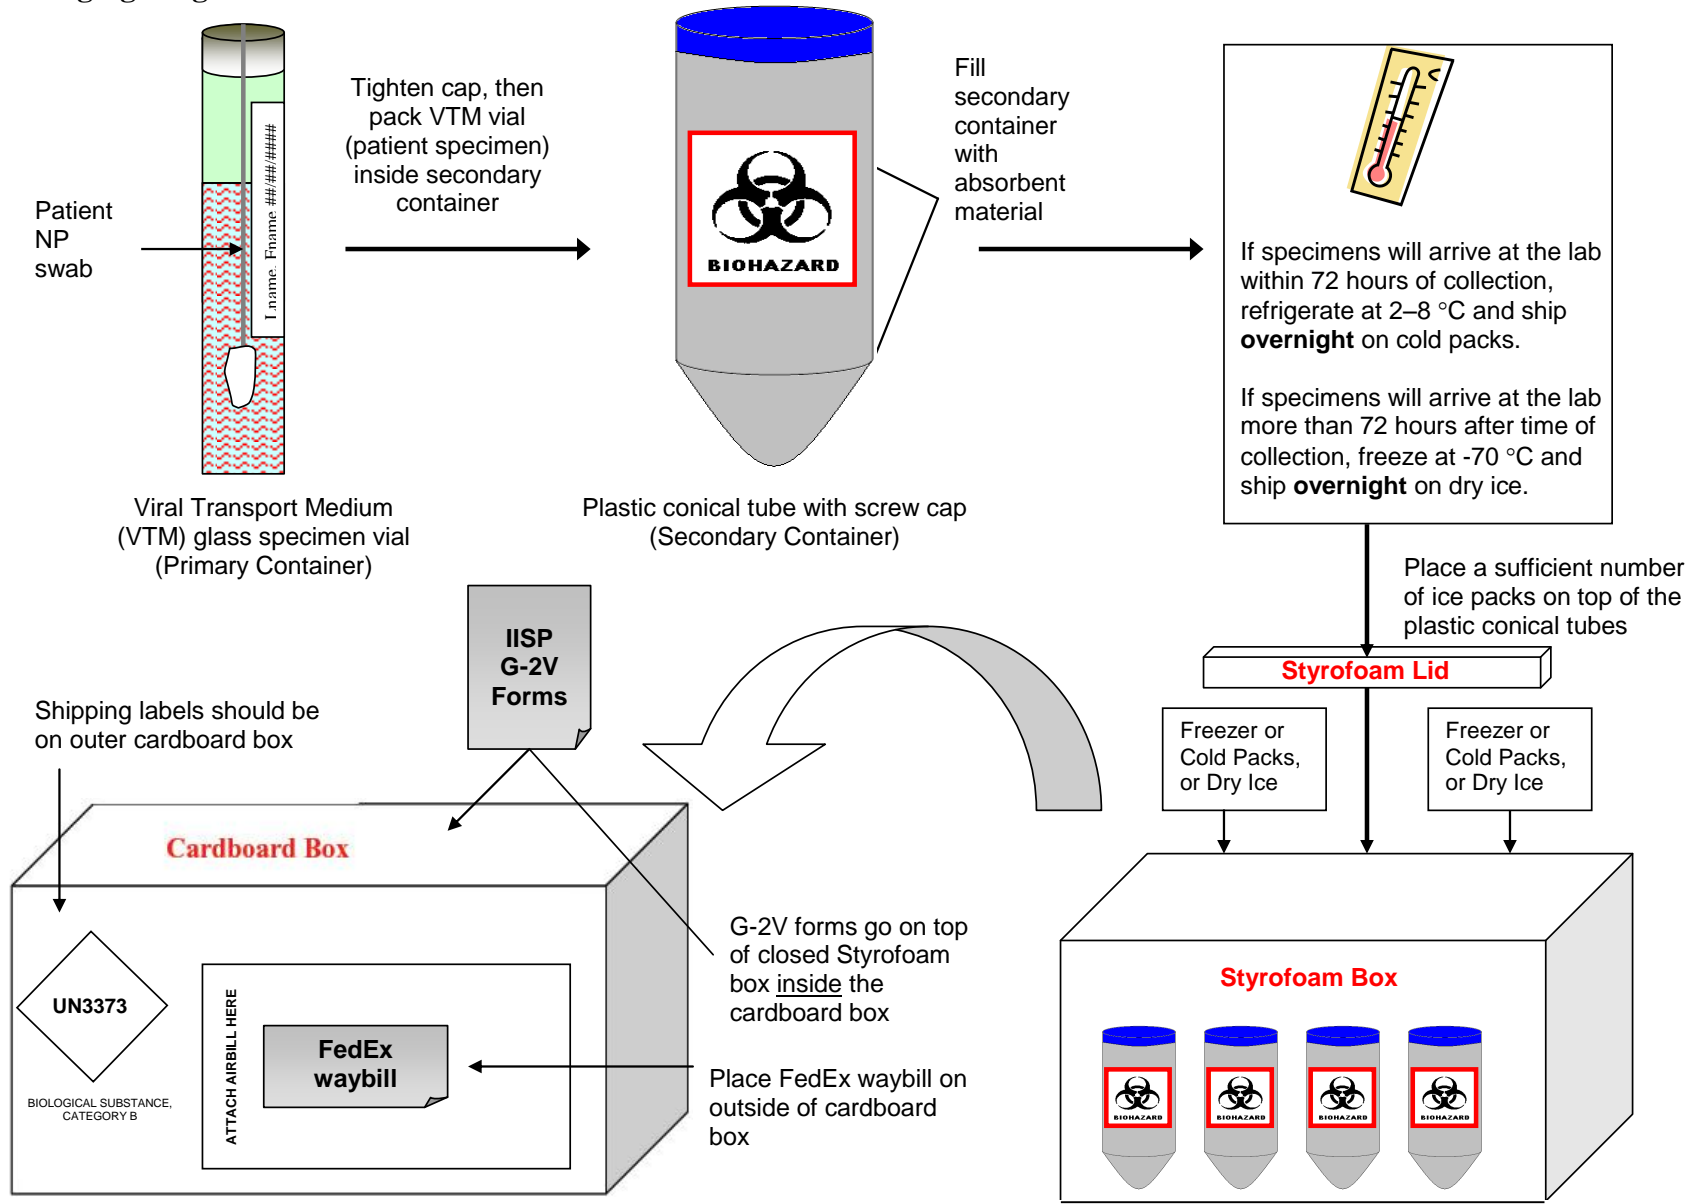 Patient
NP
swab
Lname, Fname ##/##/####
Tighten cap, then
pack VTM vial
(patient specimen)
inside secondary
container
BIOHAZARD
Fill
secondary
container
with
absorbent
material
If specimens will arrive at the lab
within 72 hours of collection,
refrigerate at 2–8 °C and ship
overnight on cold packs.
If specimens will arrive at the lab
more than 72 hours after time of
collection, freeze at -70 °C and
ship overnight on dry ice.
Viral Transport Medium
(VTM) glass specimen vial
(Primary Container)
Plastic conical tube with screw cap
(Secondary Container)
Place a sufficient number
of ice packs on top of the
plastic conical tubes
Styrofoam Lid
Freezer or
Cold Packs,
or Dry Ice
Freezer or
Cold Packs,
or Dry Ice
Styrofoam Box
BIOHAZARD
BIOHAZARD
BIOHAZARD
BIOHAZARD
IISP
G-2V
Forms
Shipping labels should be
on outer cardboard box
Cardboard Box
UN3373
BIOLOGICAL SUBSTANCE,
CATEGORY B
ATTACH AIRBILL HERE
FedEx
waybill
G-2V forms go on top
of closed Styrofoam
box inside the
cardboard box
Place FedEx waybill on
outside of cardboard
box